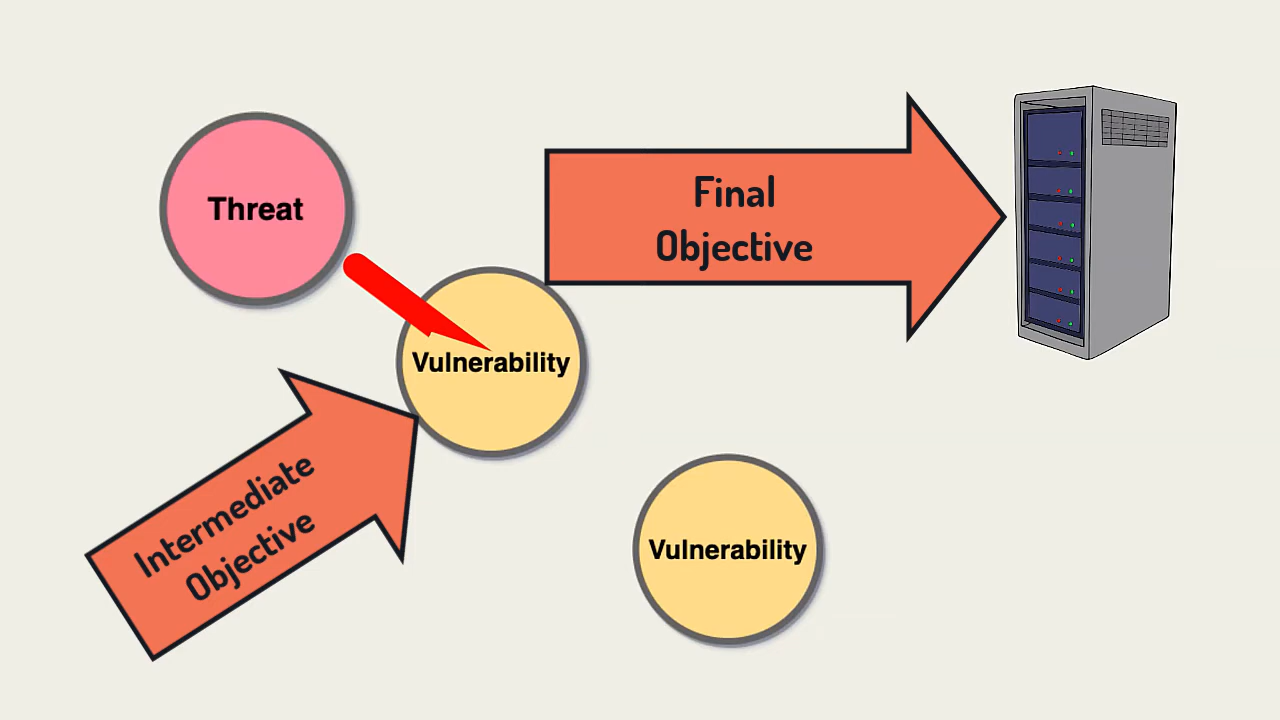 Threat
Final
Objective
Vulnerability
Intermediate
Objective
Vulnerability